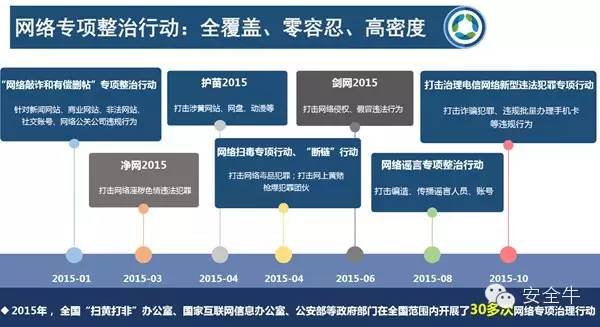 网络专项整治行动：全覆盖、零容忍、高密度
“网络敲诈和有偿删帖”专项整治行动
针对新闻网站、商业网站、非法网站、
社交账号、网络公关公司违规行为
护苗2015
打击涉黄网站、网盘、动漫等
剑网2015
打击网络侵权、假冒违法行为
打击治理电信网络新型违法犯罪专项行动
打击诈骗犯罪、违规批量办理手机卡
等违规行为
净网2015
打击网络淫秽色情违法犯罪
网络扫毒专项行动、“断链”行动
打击网络毒品犯罪；打击网上黄赌
枪爆犯罪团伙
网络谣言专项整治行动
打击编造、传播谣言人员、账号
2015-01
2015-03
2015-04
2015-04
2015-06
2015-08
2015-10
2015年，全国“扫黄打非”办公室、国家互联网信息办公室、公安部等政府部门在全国范围内开展了30多次网络专项治理行动
安全牛